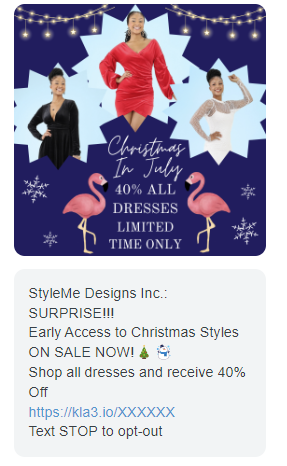 Christmas
In July
40% ALL
DRESSES
LIMITED
TIME ONLY
StyleMe Designs Inc.:
SURPRISE!!!
Early Access to Christmas Styles
ON SALE NOW! 🎄 ☃️
Shop all dresses and receive 40%
Off
https://kla3.io/XXXXXX
Text STOP to opt-out